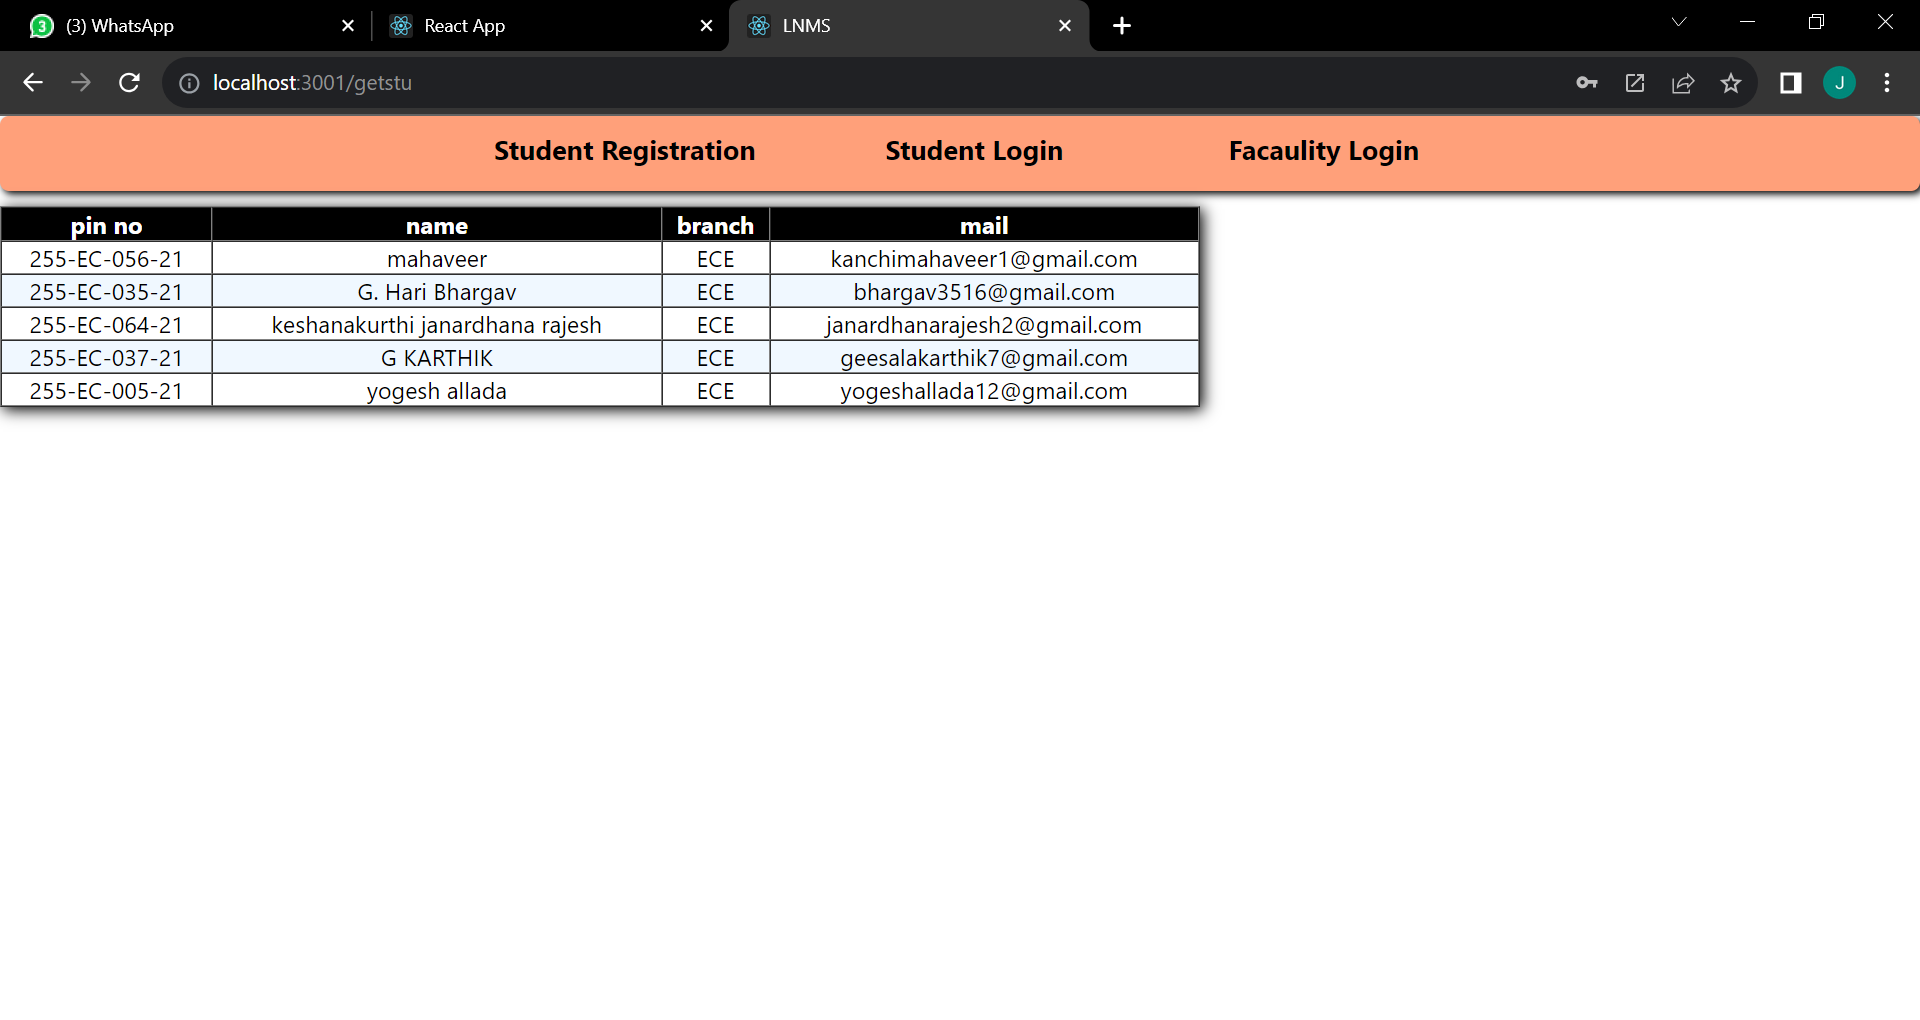 3 (3) WhatsApp React App LNMS
localhost:3001/getstu J
Student Registration Student Login Facaulity Login
pin no name branch mail
255-EC-056-21 mahaveer ECE kanchimahaveer1@gmail.com
255-EC-035-21 G. Hari Bhargav ECE bhargav3516@gmail.com
255-EC-064-21 keshanakurthi janardhana rajesh ECE janardhanarajesh2@gmail.com
255-EC-037-21 G KARTHIK ECE geesalakarthik7@gmail.com
255-EC-005-21 yogesh allada ECE yogeshallada12@gmail.com